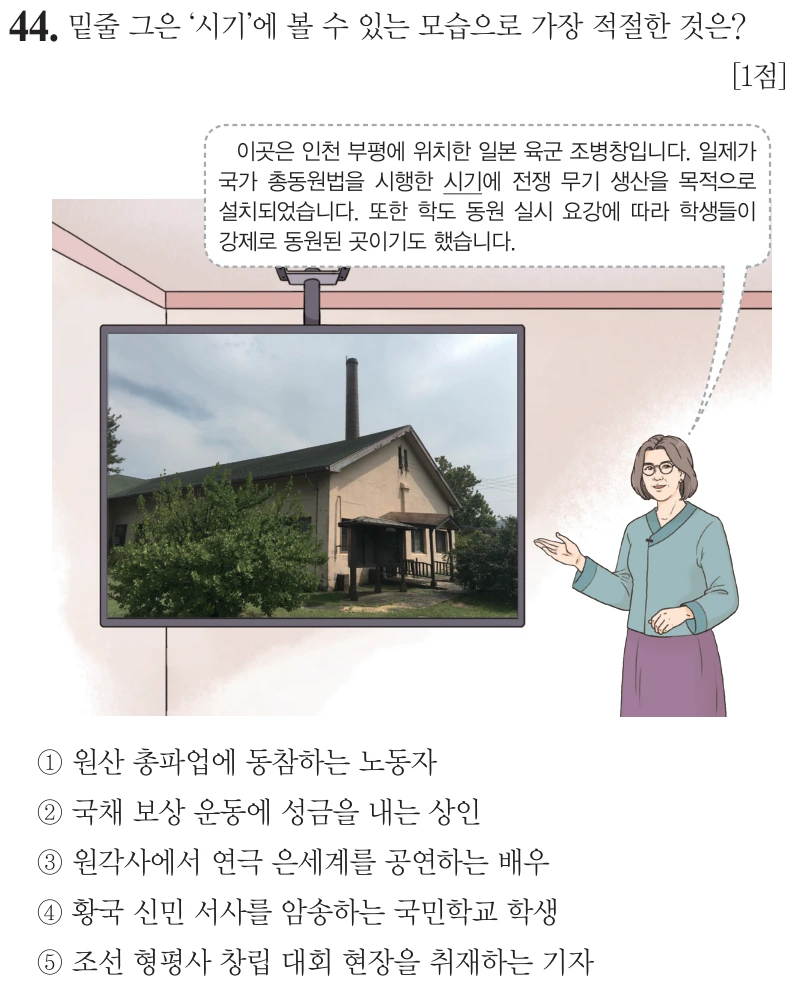 44. 밑줄 그은 ‘시기’에 볼 수 있는 모습으로 가장 적절한 것은?
[1점]
이곳은 인천 부평에 위치한 일본 육군 조병창입니다. 일제가
국가 총동원법을 시행한 시기에 전쟁 무기 생산을 목적으로
설치되었습니다. 또한 학도 동원 실시 요강에 따라 학생들이
강제로 동원된 곳이기도 했습니다.
① 원산 총파업에 동참하는 노동자
② 국채 보상 운동에 성금을 내는 상인
③ 원각사에서 연극 은세계를 공연하는 배우
④ 황국 신민 서사를 암송하는 국민학교 학생
⑤ 조선 형평사 창립 대회 현장을 취재하는 기자